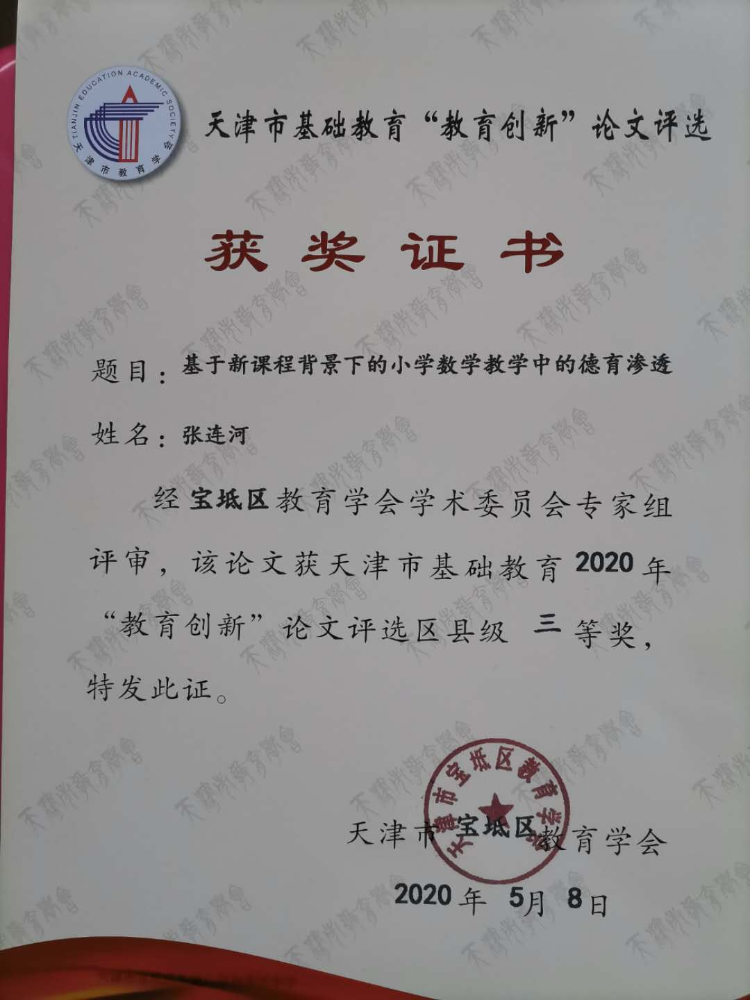 TIANJIN EDUCATION ACADEMIC SOCIETY
天津市教育学会
天津市基础教育“教育创新”论文评选
获奖证书
题目：基于新课程背景下的小学数学教学中的德育渗透
姓名：张连河
经宝坻区教育学会学术委员会专家组
评审，该论文获天津市基础教育2020年
“教育创新”论文评选区县级 三 等奖，
特发此证。
天津市宝坻区教育学会
天津市 宝坻区 教育学会
2020 年 5月 8日